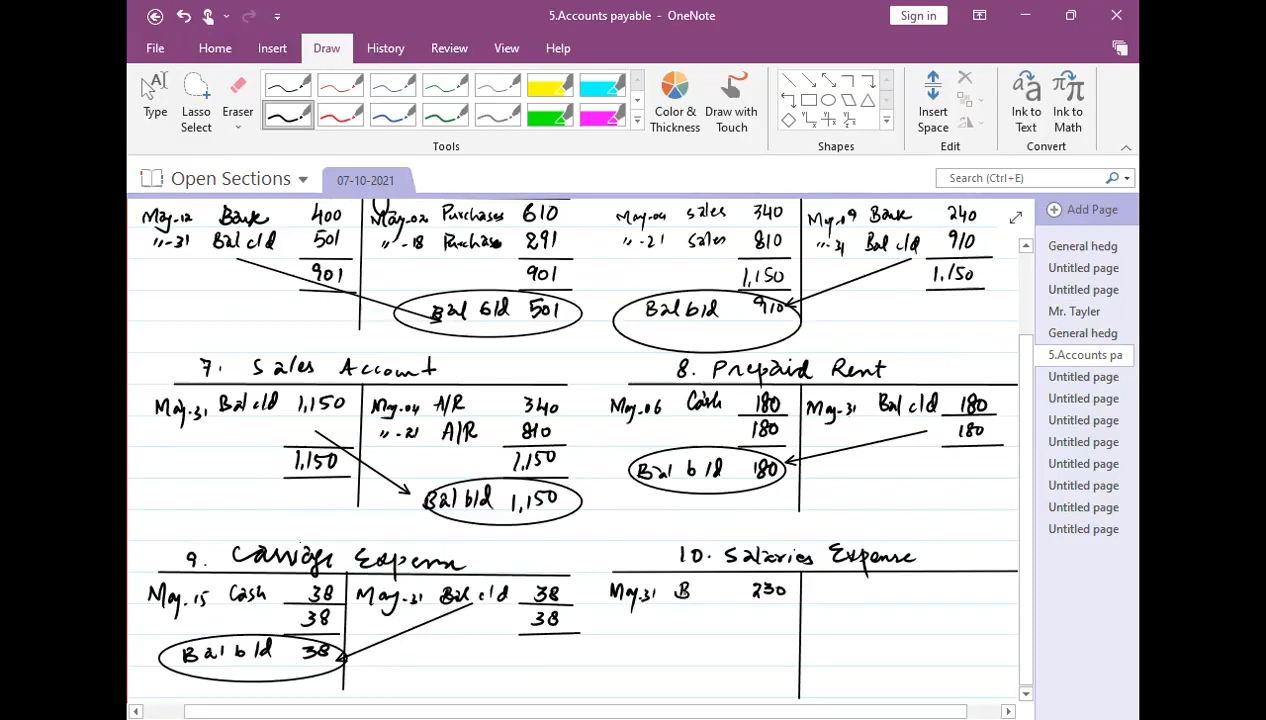 5.Accounts payable - OneNote
Sign in
File Home Insert Draw History Review View Help
Type
Lasso Select
Eraser
Color & Thickness
Draw with Touch
Insert Space
Ink to Text
Ink to Math
Tools
Shapes
Edit
Convert
Open Sections
07-10-2021
Search (Ctrl+E)
Add Page
General hedg
Untitled page
Untitled page
Mr. Tayler
General hedg
5.Accounts pa
Untitled page
Untitled page
Untitled page
Untitled page
Untitled page
Untitled page
Untitled page
Untitled page
May-12 Bank 400 May-02 Purchases 610
"-31 Bal c/d 501 "-18 Purchases 291
901 901
Bal b/d 501
May-04 sales 340 May-09 Bank 240
"-21 sales 810 "-31 Bal c/d 910
1,150 1,150
Bal b/d 910
7. Sales Account
May-31 Bal c/d 1,150 May-04 A/R 340
"-21 A/R 810
1,150 1,150
Bal b/d 1,150
8. Prepaid Rent
May-06 Cash 180 May-31 Bal c/d 180
180 180
Bal b/d 180
9. Carriage Expense
May-15 Cash 38 May-31 Bal c/d 38
38 38
Bal b/d 38
10. Salaries Expense
May-31 B 230